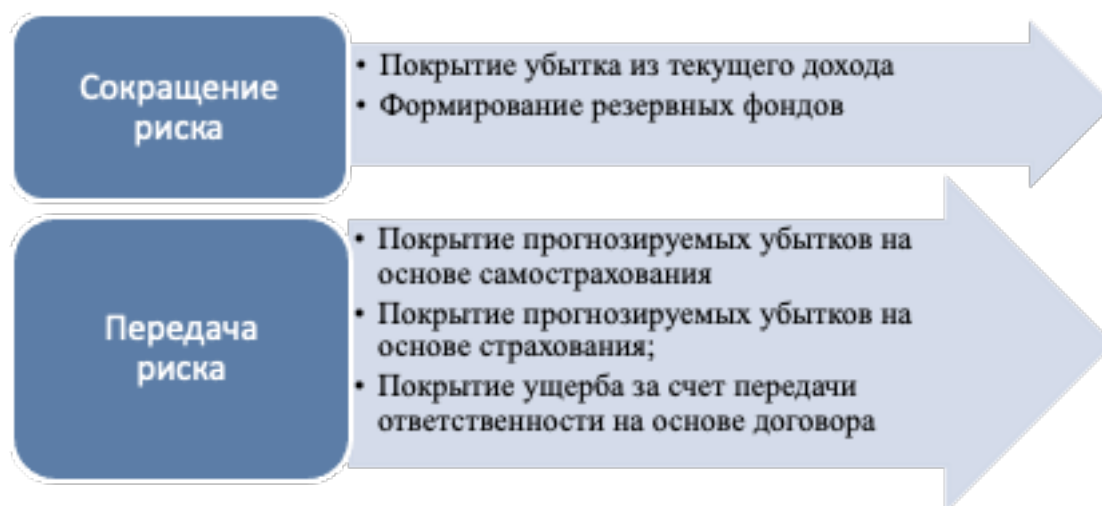 Сокращение
риска
• Покрытие убытка из текущего дохода
• Формирование резервных фондов
Передача
риска
• Покрытие прогнозируемых убытков на
основе самострахования
• Покрытие прогнозируемых убытков на
основе страхования;
• Покрытие ущерба за счет передачи
ответственности на основе договора